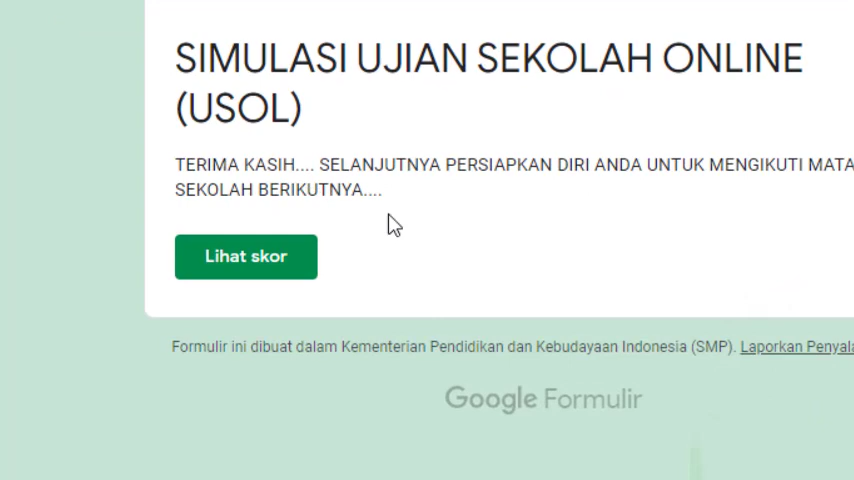 SIMULASI UJIAN SEKOLAH ONLINE
(USOL)
TERIMA KASIH.... SELANJUTNYA PERSIAPKAN DIRI ANDA UNTUK MENGIKUTI MATA
SEKOLAH BERIKUTNYA....
Lihat skor
Formulir ini dibuat dalam Kementerian Pendidikan dan Kebudayaan Indonesia (SMP). Laporkan
Google Formulir